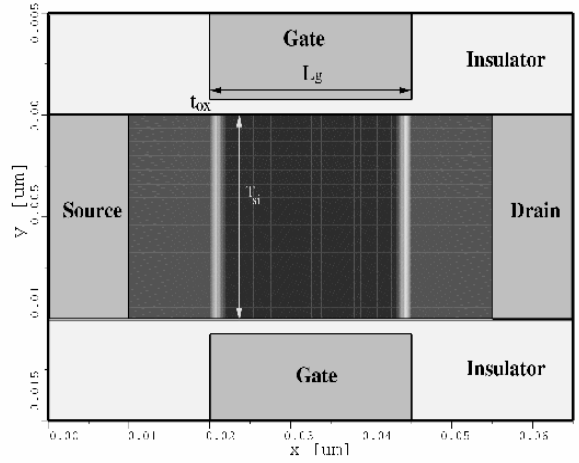 0.005
Gate
Insulator
Lg
tox
0.00
Tsi
0.005
Source
Drain
y [um]
0.01
Gate
Insulator
0.015
0.00
0.01
0.02
0.03
0.04
0.05
0.06
x [um]